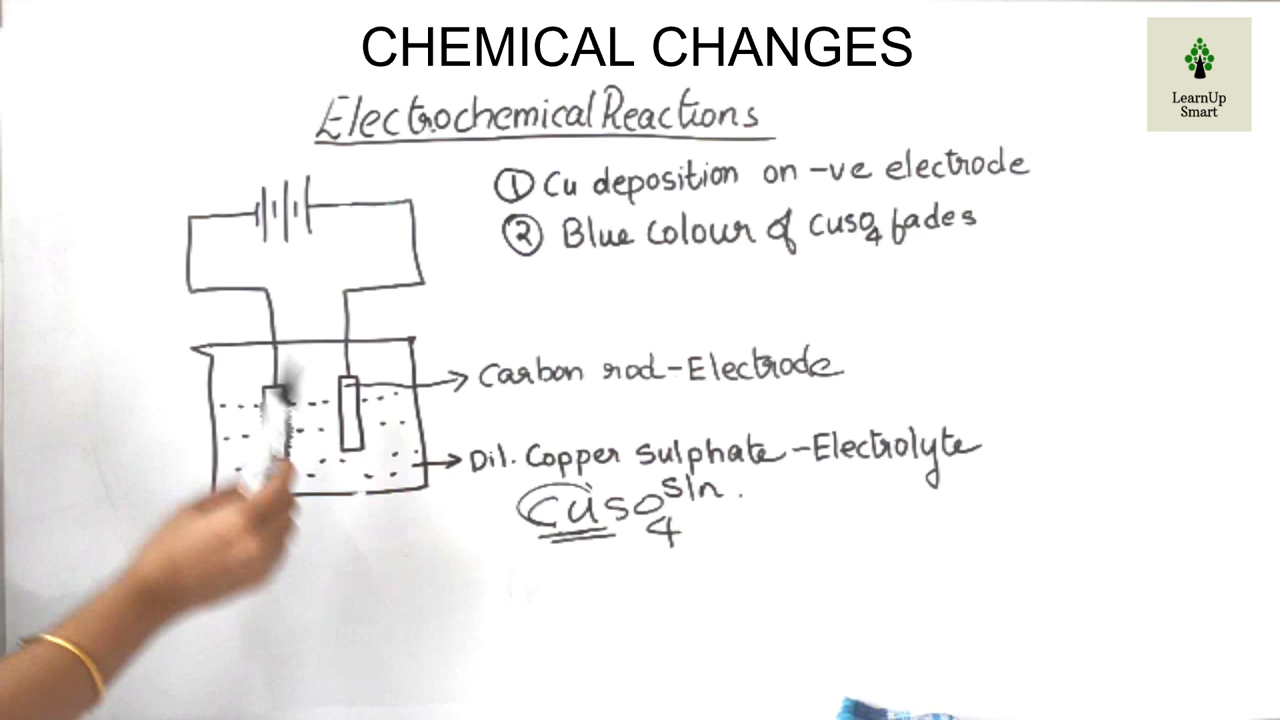 CHEMICAL CHANGES
LearnUp
Smart
Electrochemical Reactions
① Cu deposition on -ve electrode
② Blue Colour of CuSO4 fades
Carbon rod-Electrode
Dil. Copper Sulphate -Electrolyte
CuSO4 Sln.